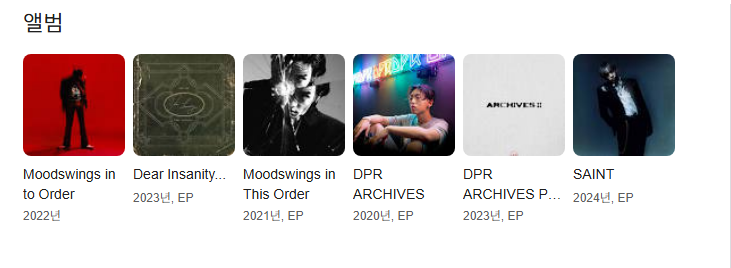 앨범
ARCHIVES
Moodswings in
to Order
2022년
Dear Insanity...
2023년, EP
Moodswings in
This Order
2021년, EP
DPR
ARCHIVES
2020년, EP
DPR
ARCHIVES P...
2023년, EP
SAINT
2024년, EP